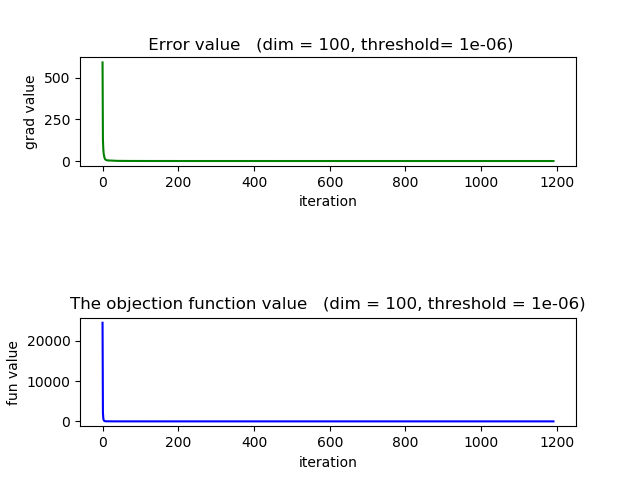 Error value   (dim = 100, threshold= 1e-06)
500
250
0
grad value
0 200 400 600 800 1000 1200
iteration
The objection function value   (dim = 100, threshold = 1e-06)
20000
10000
0
fun value
0 200 400 600 800 1000 1200
iteration